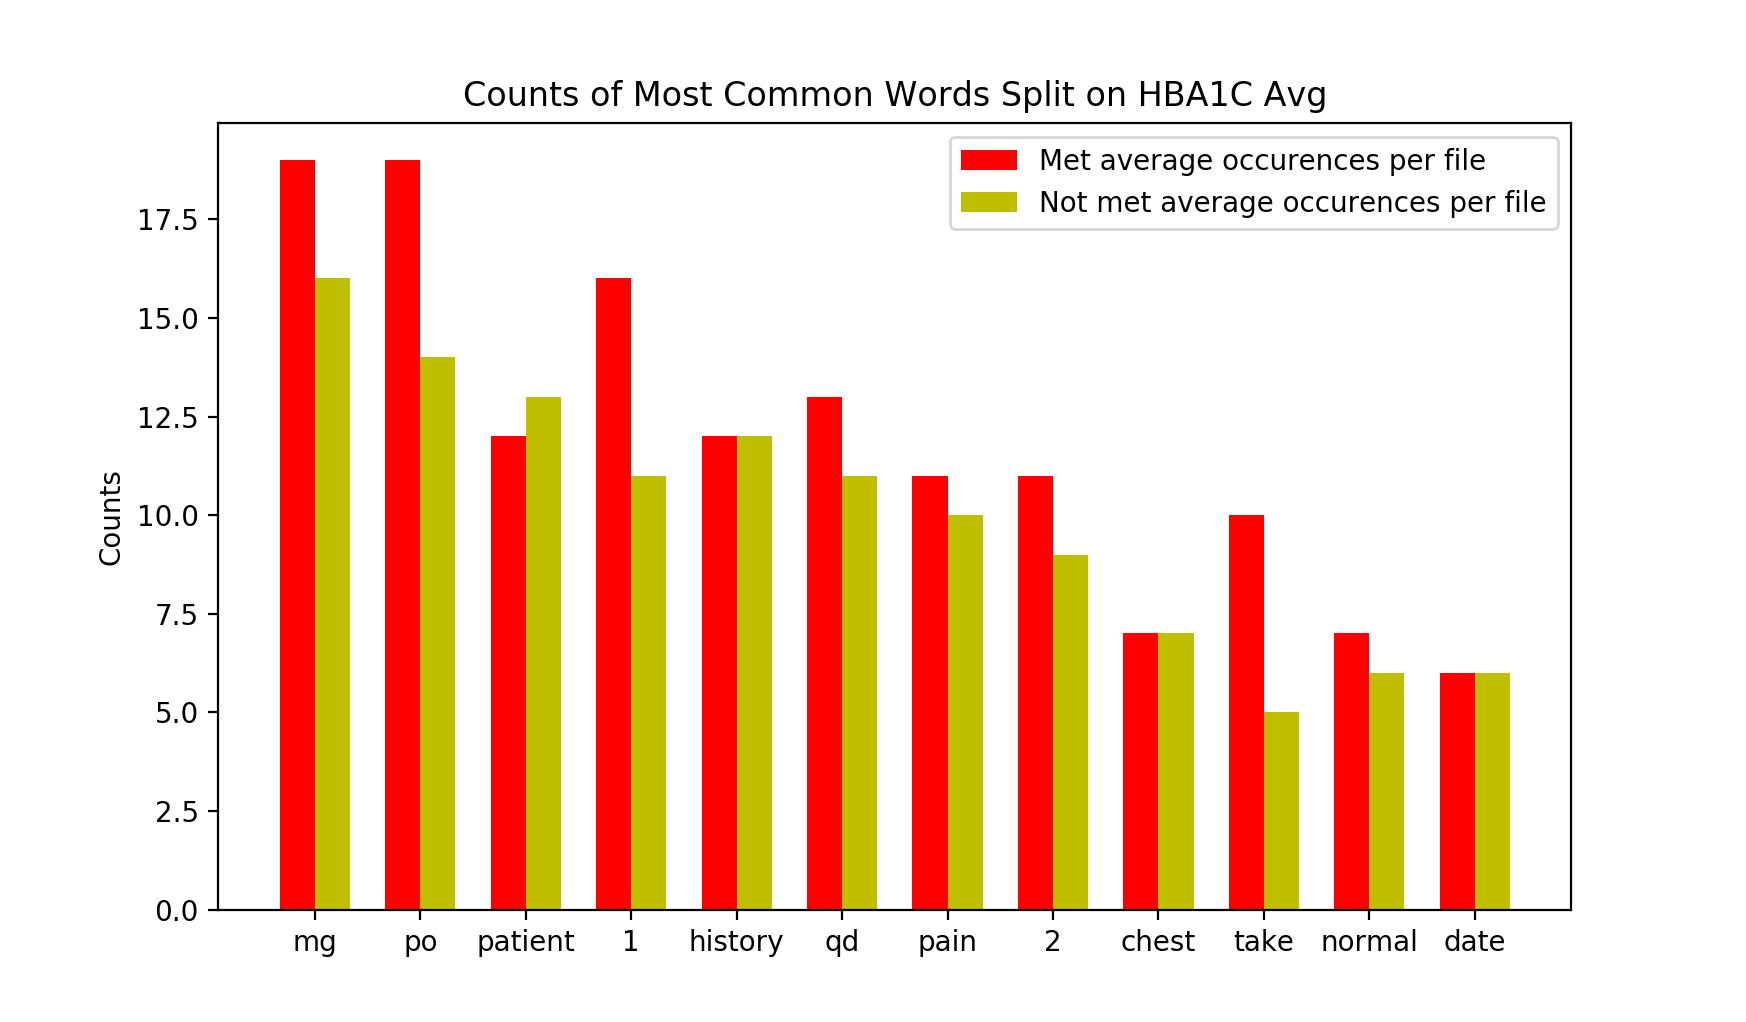 Counts of Most Common Words Split on HBA1C Avg
Met average occurences per file
Not met average occurences per file
17.5
15.0
12.5
10.0
7.5
5.0
2.5
0.0
Counts
mg po patient 1 history qd pain 2 chest take normal date